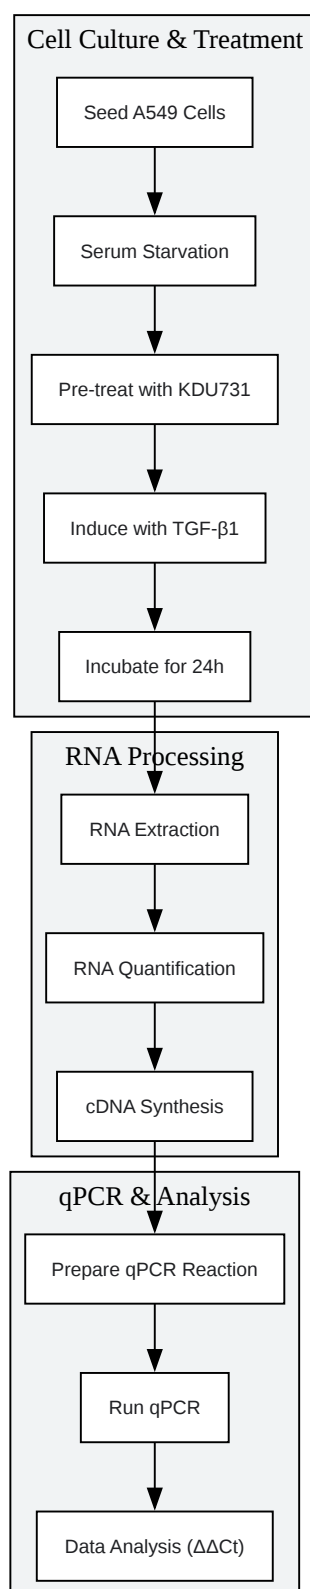 Cell Culture & Treatment
Seed A549 Cells
Serum Starvation
Pre-treat with KDU731
Induce with TGF-β1
Incubate for 24h
RNA Processing
RNA Extraction
RNA Quantification
cDNA Synthesis
qPCR & Analysis
Prepare qPCR Reaction
Run qPCR
Data Analysis (ΔΔCt)